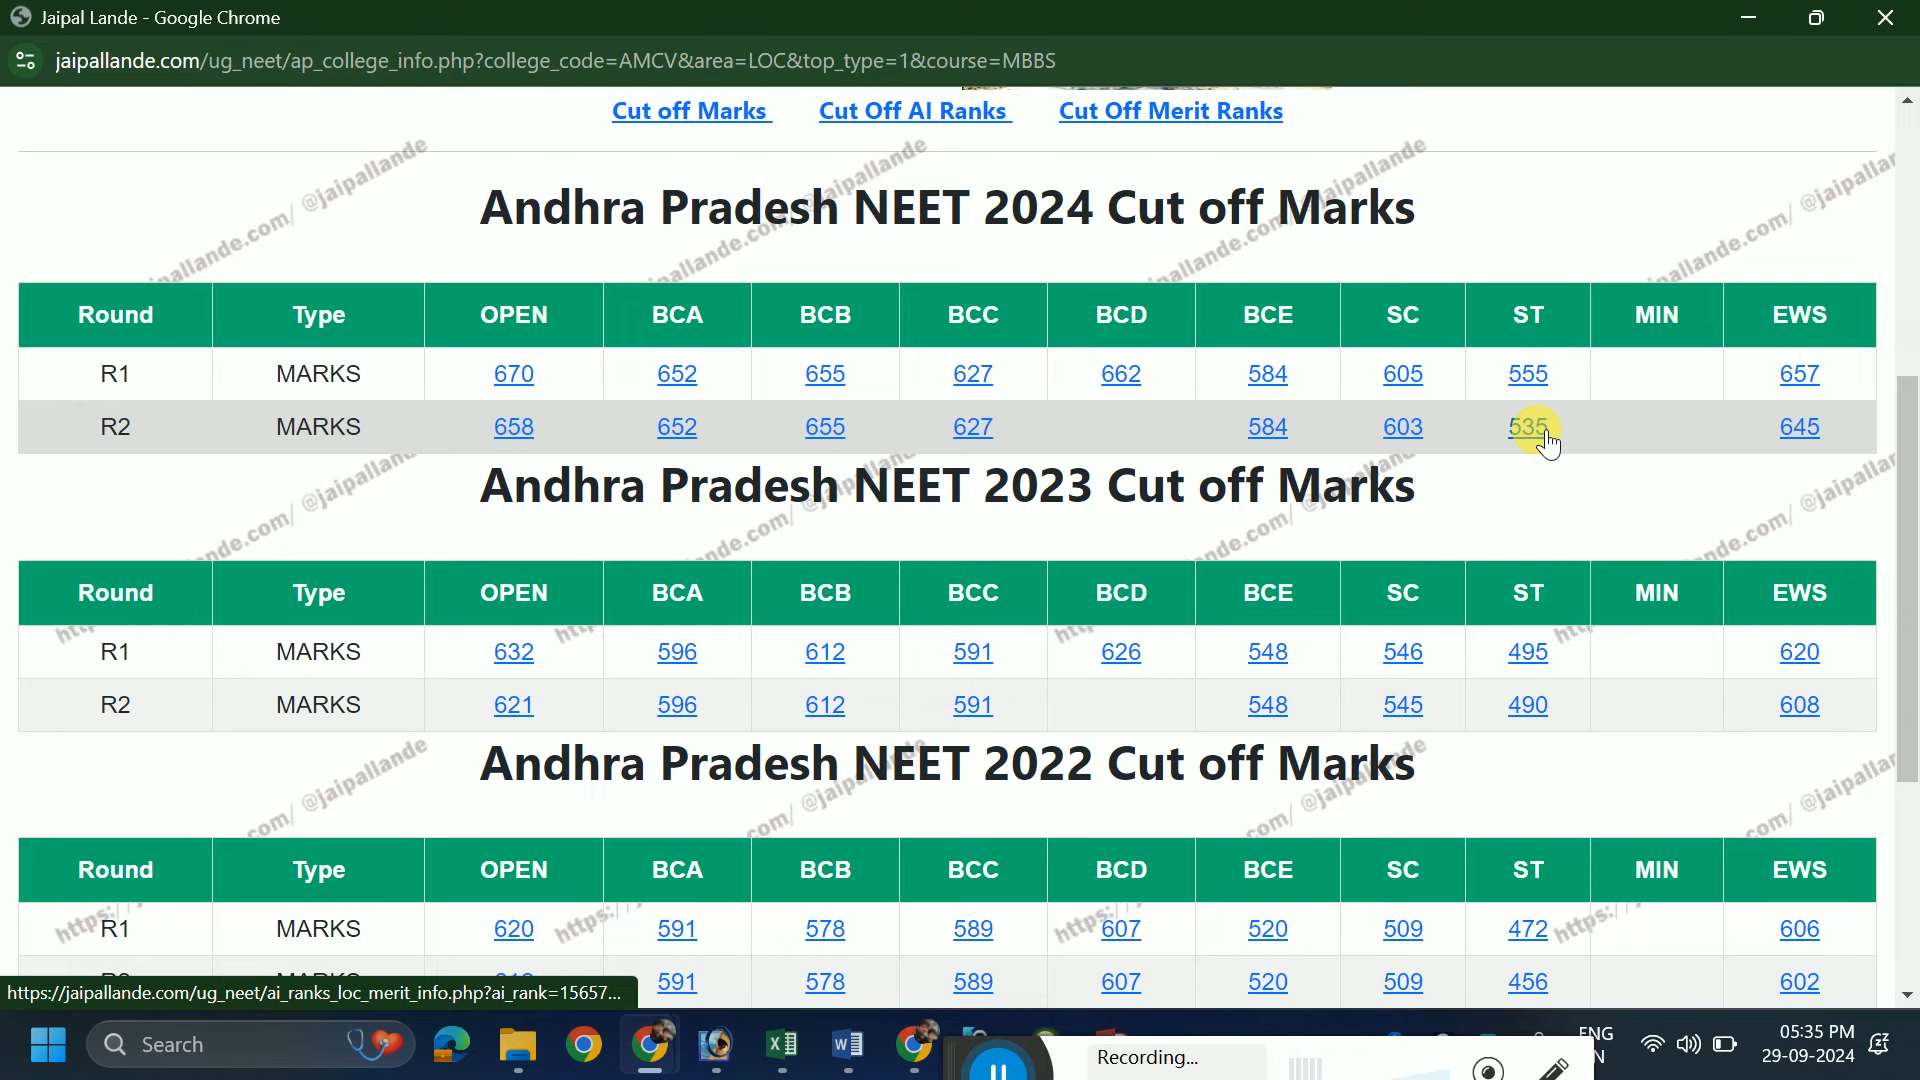 Jaipal Lande - Google Chrome
jaipallande.com/ug_neet/ap_college_info.php?college_code=AMCV&area=LOC&top_type=1&course=MBBS
Cut off Marks Cut Off AI Ranks Cut Off Merit Ranks
Andhra Pradesh NEET 2024 Cut off Marks
Round Type OPEN BCA BCB BCC BCD BCE SC ST MIN EWS
R1 MARKS 670 652 655 627 662 584 605 555 657
R2 MARKS 658 652 655 627 584 603 535 645
Andhra Pradesh NEET 2023 Cut off Marks
Round Type OPEN BCA BCB BCC BCD BCE SC ST MIN EWS
R1 MARKS 632 596 612 591 626 548 546 495 620
R2 MARKS 621 596 612 591 548 545 490 608
Andhra Pradesh NEET 2022 Cut off Marks
Round Type OPEN BCA BCB BCC BCD BCE SC ST MIN EWS
R1 MARKS 620 591 578 589 607 520 509 472 606
591 578 589 607 520 509 456 602
https://jaipallande.com/ug_neet/ai_ranks_loc_merit_info.php?ai_rank=15657...
Search
Recording...
ENG
05:35 PM
29-09-2024